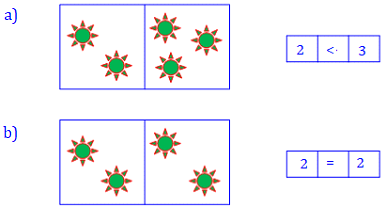 a)
2 <· 3
b)
2 = 2